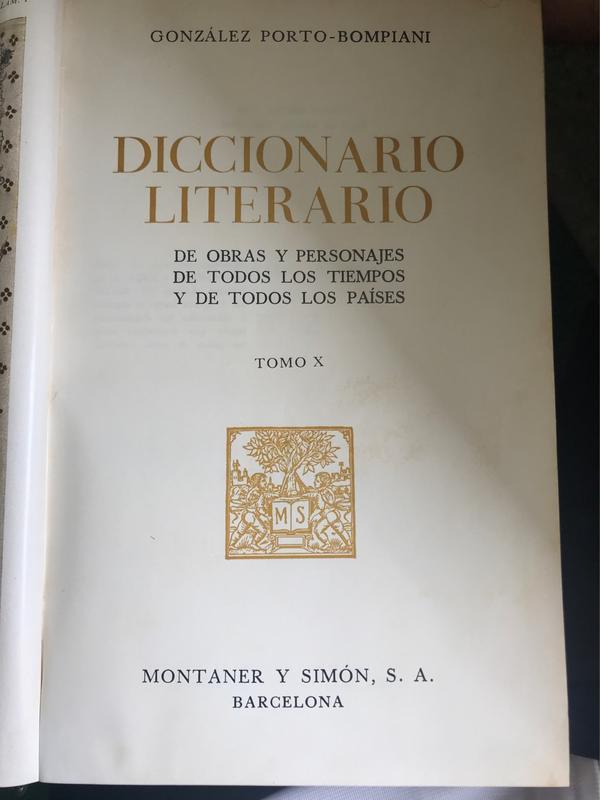 GONZÁLEZ PORTO-BOMPIANI
DICCIONARIO
LITERARIO
DE OBRAS Y PERSONAJES
DE TODOS LOS TIEMPOS
Y DE TODOS LOS PAÍSES
TOMO X
M S
MONTANER Y SIMÓN, S. A.
BARCELONA